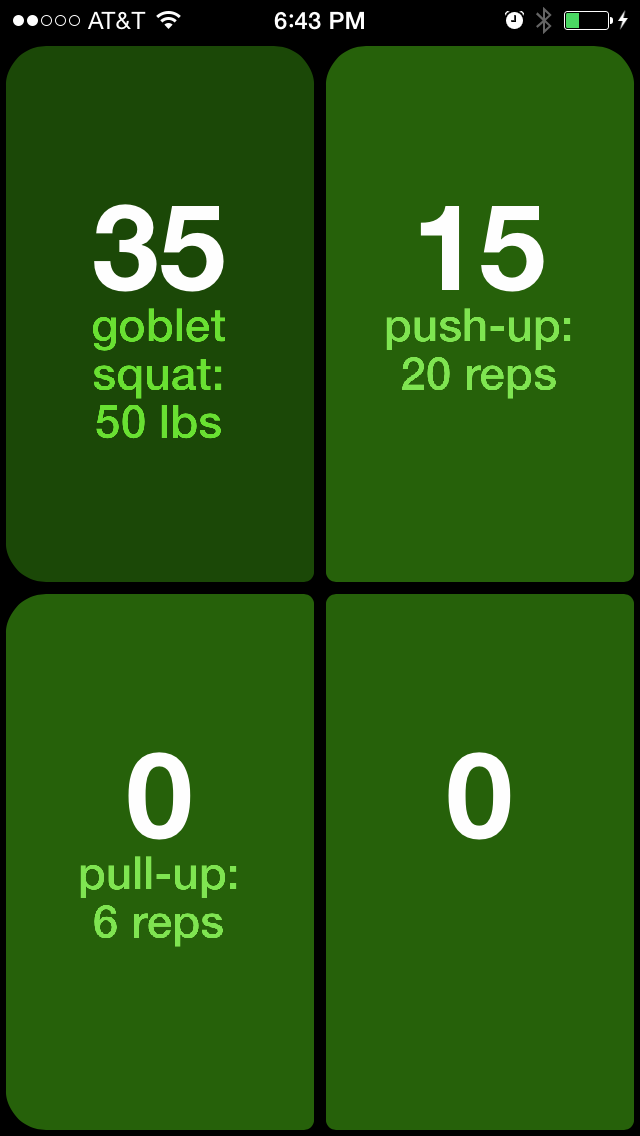 AT&T 6:43 PM
35
goblet
squat:
50 lbs
15
push-up:
20 reps
0
pull-up:
6 reps
0